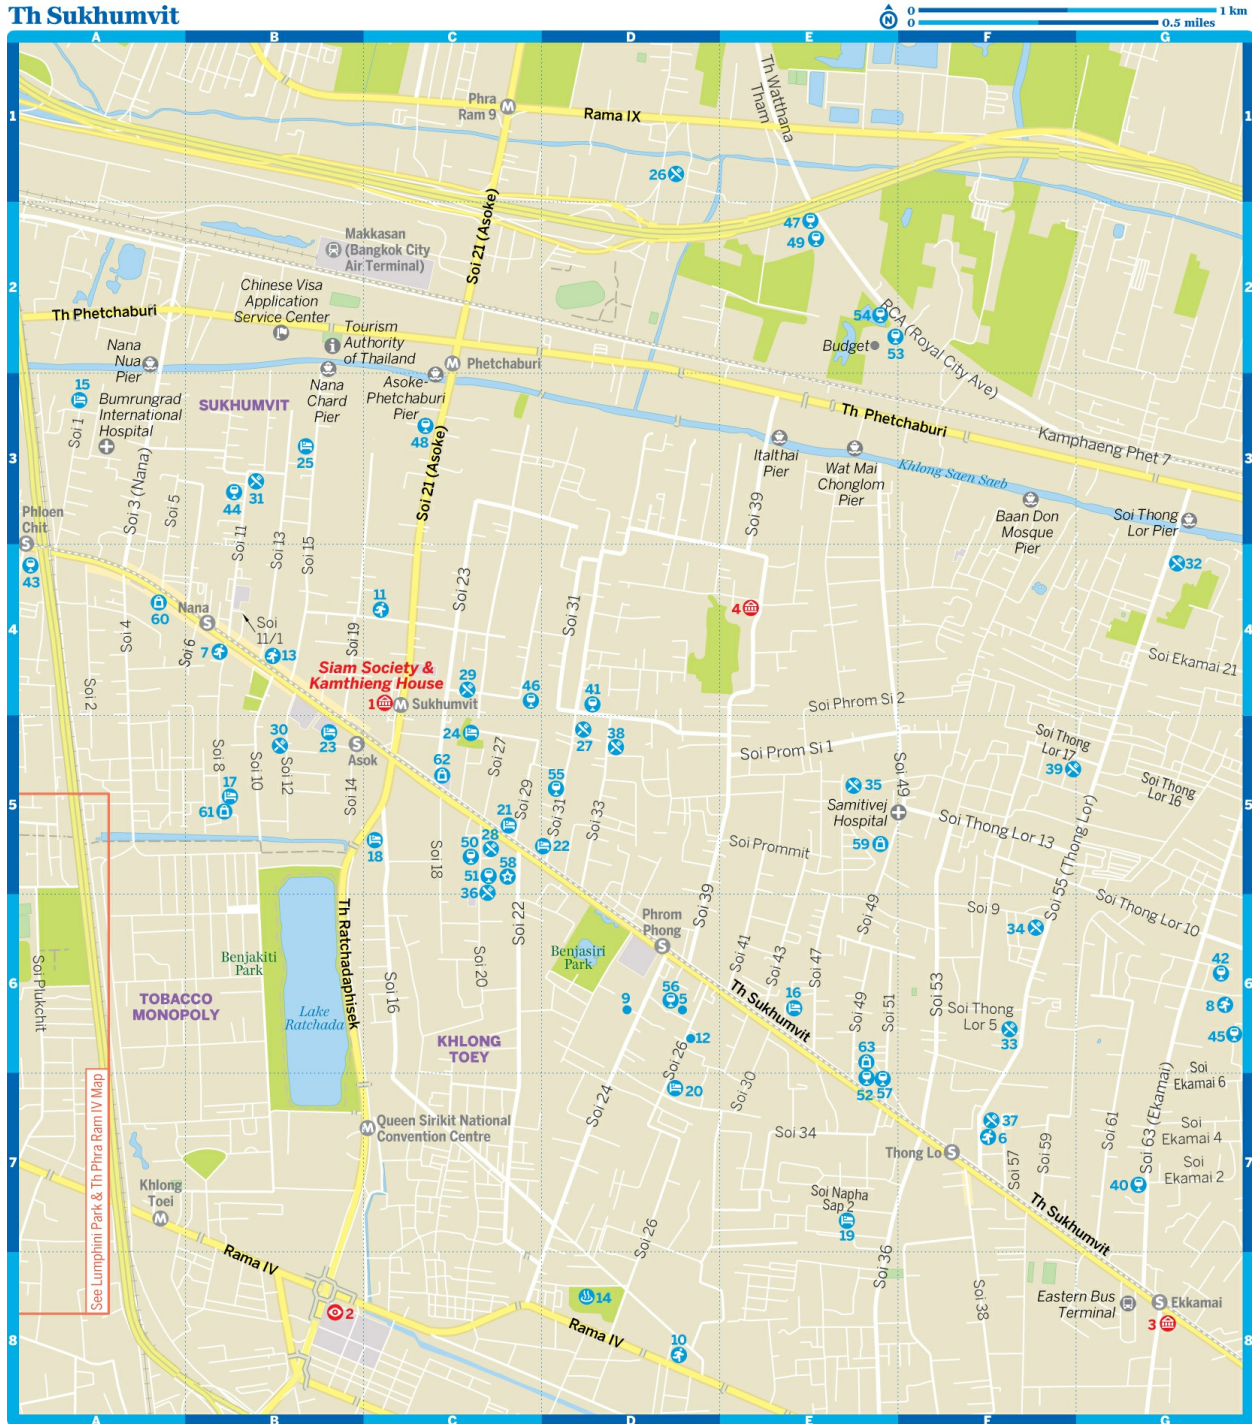 Th Sukhumvit
N
0 1 km
0 0.5 miles
A B C D E F G
1
Phra
Ram 9
M
Rama IX
Th Watthana
Tham
1
26
47
49
Soi 21 (Asoke)
Makkasan
(Bangkok City
Air Terminal)
2
Chinese Visa
Application
Service Center
Th Phetchaburi
Tourism
Authority
of Thailand
i
Nana
Nua
Pier
M
Phetchaburi
54
53
Budget
RCA (Royal City Ave)
2
15
Bumrungrad
International
Hospital
Soi 1
SUKHUMVIT
Nana
Chard
Pier
Asoke-
Phetchaburi
Pier
48
25
Th Phetchaburi
Kamphaeng Phet 7
Italthai
Pier
Wat Mai
Chonglom
Pier
Khlong Saen Saeb
Baan Don
Mosque
Pier
Soi Thong
Lor Pier
3
Soi 3 (Nana)
Soi 5
44
31
Soi 21 (Asoke)
Soi 39
3
Phloen
Chit
S
43
Soi 11
Soi 13
Soi 15
32
60
Nana
S
Soi
11/1
11
Soi 23
Soi 31
4
4
Soi 4
Soi 6
7
13
Soi 19
Siam Society &
Kamthieng House
1
M
Sukhumvit
29
46
41
Soi Ekamai 21
4
Soi 2
Soi Phrom Si 2
30
23
S
Asok
24
27
38
Soi Prom Si 1
Soi Thong
Lor 17
39
Soi 8
Soi 10
Soi 12
Soi 14
62
Soi 27
Soi 29
55
Soi 31
Soi 33
35
Soi 49
Samitivej
Hospital
Soi Thong
Lor 16
5
17
61
21
28
50
22
18
Soi 18
51
58
36
Soi Prommit
59
Soi Thong Lor 13
Soi 55 (Thong Lor)
5
Th Ratchadaphisek
Soi 22
Soi 39
Soi 49
Soi 9
34
Soi Thong Lor 10
Phrom
Phong
S
Soi Plukchit
Benjakiti
Park
Benjasiri
Park
Soi 41
Soi 43
Soi 47
42
6
TOBACCO
MONOPOLY
Lake
Ratchada
Soi 16
Soi 20
9
56
5
Th Sukhumvit
16
Soi 49
Soi 51
Soi 53
Soi Thong
Lor 5
33
8
45
6
KHLONG
TOEY
12
Soi 26
63
Soi
Ekamai 6
See Lumphini Park & Th Phra Ram IV Map
20
Soi 24
Soi 30
52
57
M
Queen Sirikit National
Convention Centre
Soi 34
37
6
Soi 61
Soi 63 (Ekamai)
Soi
Ekamai 4
7
Thong Lo
S
Soi 57
Soi 59
Soi
Ekamai 2
7
Khlong
Toei
M
40
Soi Napha
Sap 2
19
Th Sukhumvit
Rama IV
Soi 26
Soi 36
Soi 38
14
Eastern Bus
Terminal
S
Ekkamai
8
2
Rama IV
10
3
8
A B C D E F G